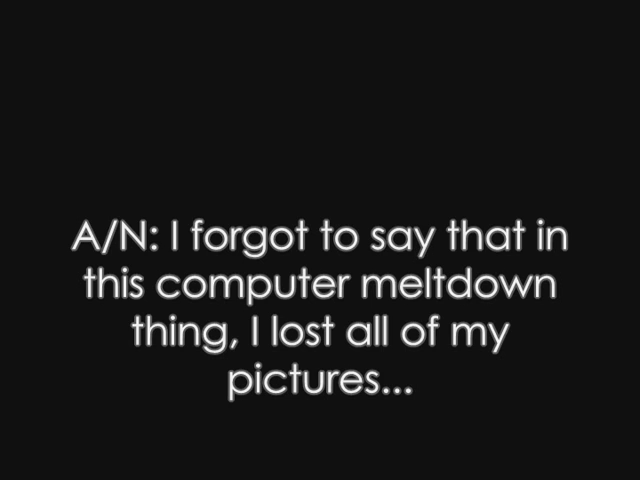 A/N: I forgot to say that in
this computer meltdown
thing, I lost all of my
pictures...